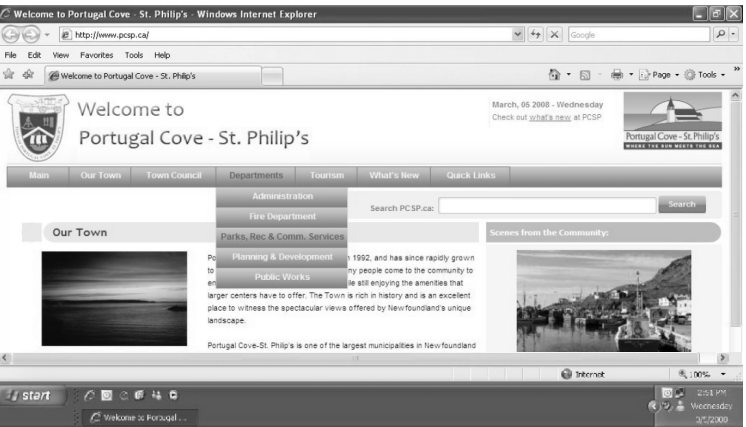 Welcome to Portugal Cove - St. Philip's - Windows Internet Explorer
http://www.pcsp.ca/
Google
File Edit View Favorites Tools Help
Welcome to Portugal Cove - St. Philip's
Page Tools
Welcome to
Portugal Cove - St. Philip's
March, 05 2008 - Wednesday
Check out what's new at PCSP
Portugal Cove - St. Philip's
WHERE THE SUN MEETS THE SEA
Main Our Town Town Council Departments Tourism What's New Quick Links
Administration
Fire Department
Parks, Rec & Comm. Services
Planning & Development
Public Works
Search PCSP.ca:
Search
Our Town
Scenes from the Community:
1992, and has since rapidly grown
to
people come to the community to
still enjoying the amenities that
larger centers have to offer. The Town is rich in history and is an excellent
place to witness the spectacular views offered by Newfoundland's unique
landscape.
Portugal Cove-St. Philip's is one of the largest municipalities in Newfoundland
Internet
100%
start
Welcome to Portugal ...
2:51 PM
Wednesday